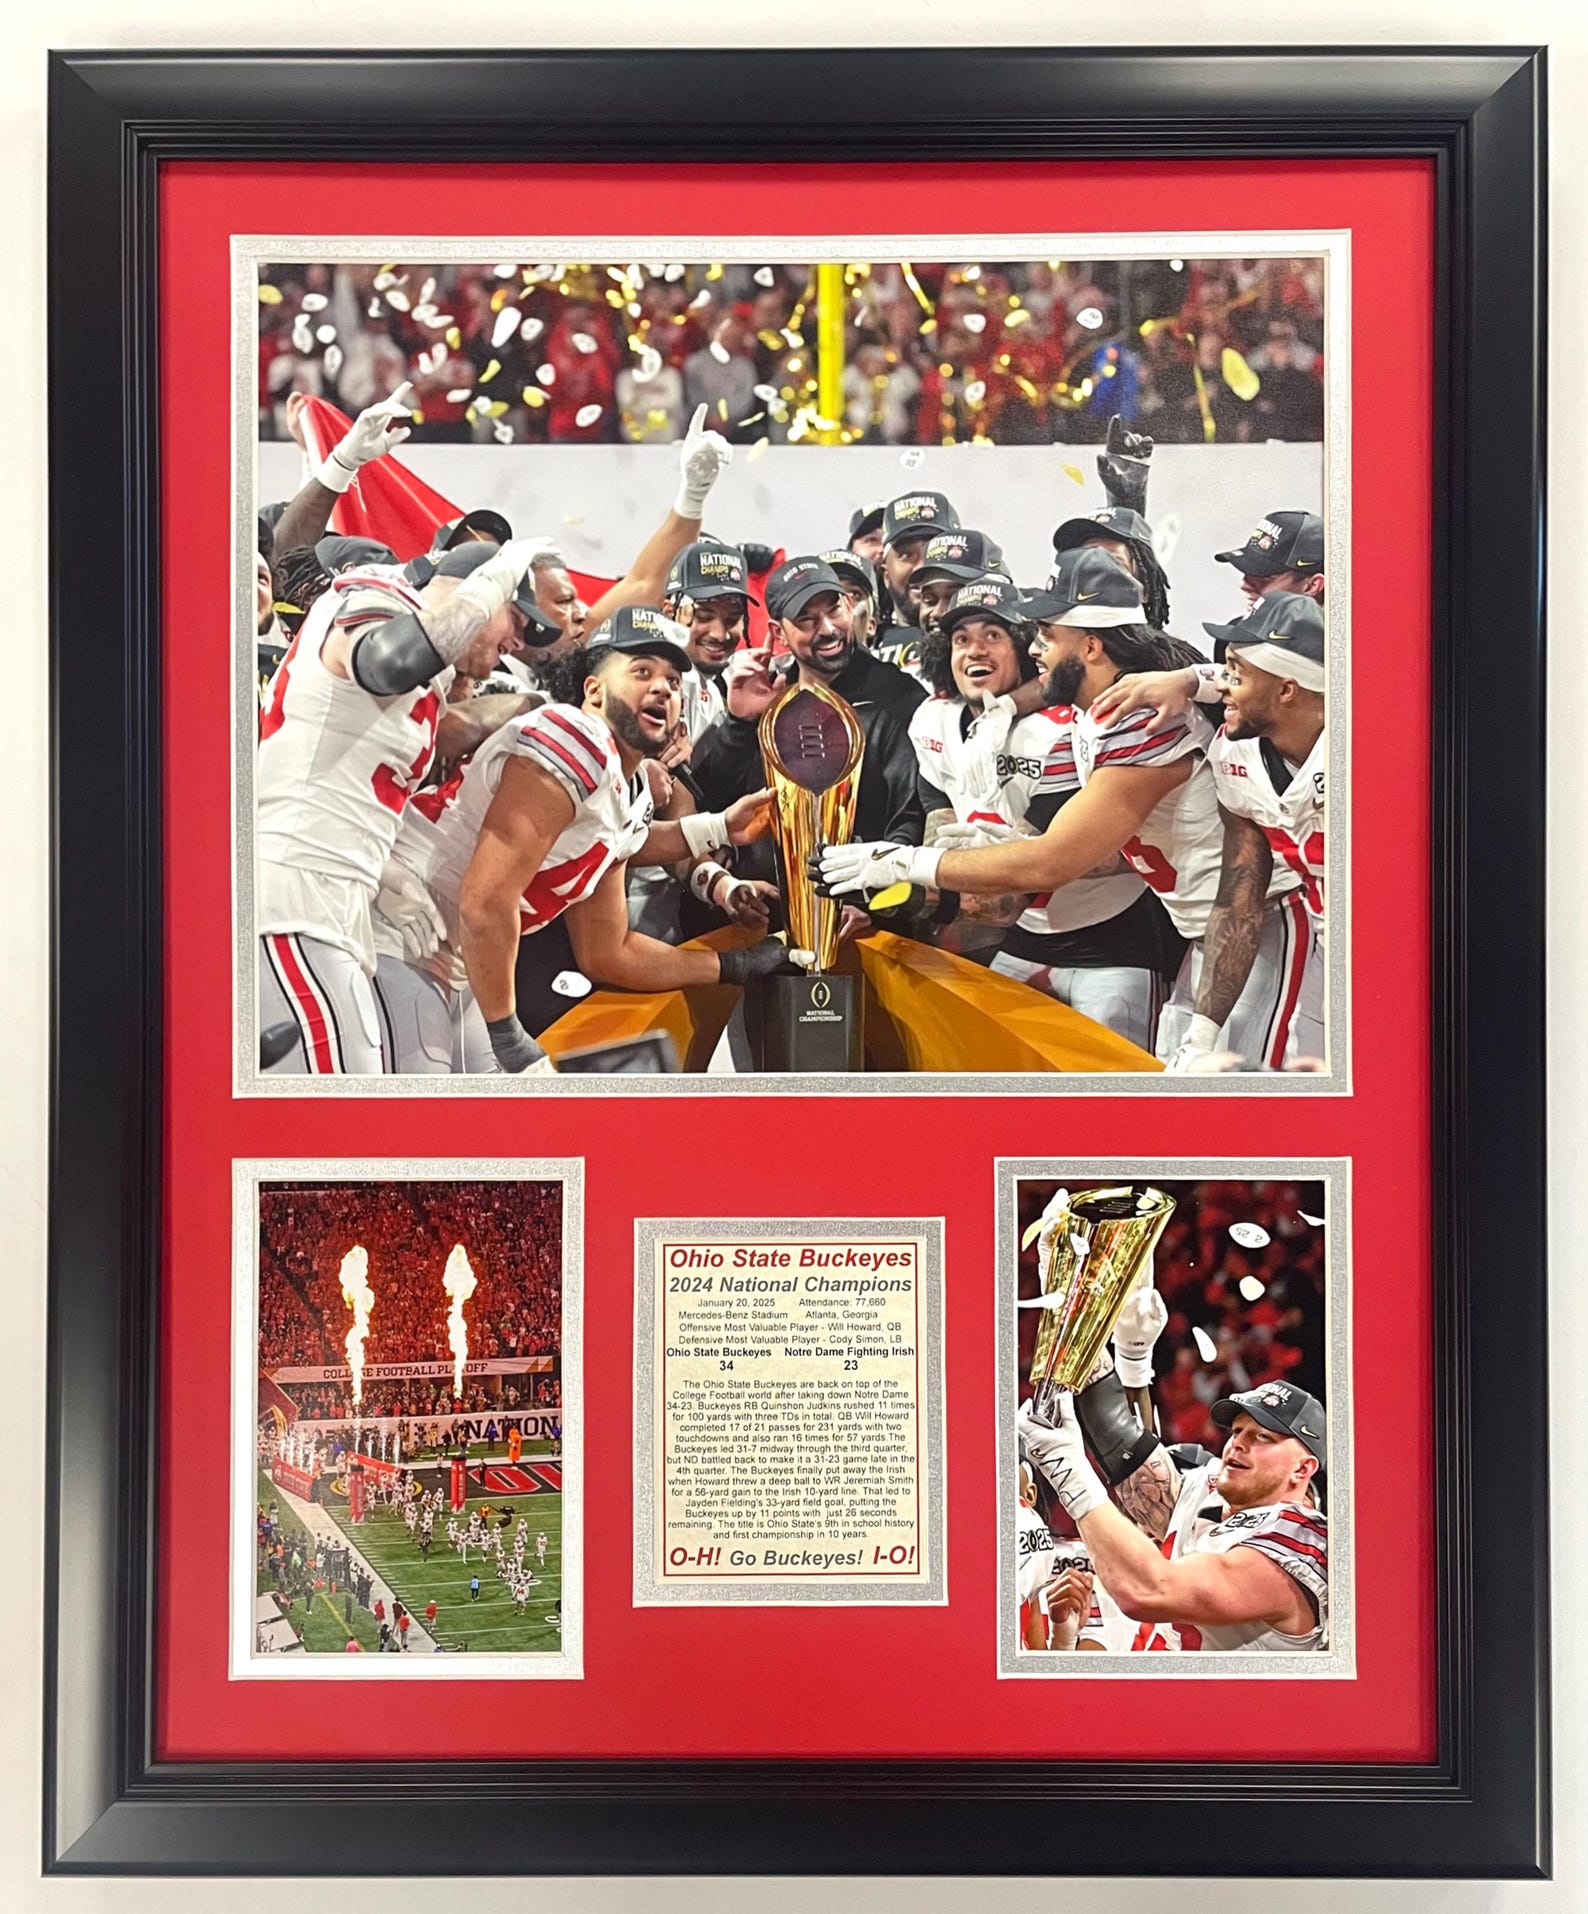 NATIONAL
CHAMPS
NATIONAL
CHAMPS
OHIO STATE
NATIONAL
NATIONAL
NATIONAL
B1G
2025
B1G
NATIONAL
CHAMPIONSHIP
COLLEGE FOOTBALL PLAYOFF
NATION
Ohio State Buckeyes
2024 National Champions
January 20, 2025 Attendance: 77,660
Mercedes-Benz Stadium Atlanta, Georgia
Offensive Most Valuable Player - Will Howard, QB
Defensive Most Valuable Player - Cody Simon, LB
Ohio State Buckeyes Notre Dame Fighting Irish
34 23
The Ohio State Buckeyes are back on top of the
College Football world after taking down Notre Dame
34-23. Buckeyes RB Quinshon Judkins rushed 11 times
for 100 yards with three TDs in total. QB Will Howard
completed 17 of 21 passes for 231 yards with two
touchdowns and also ran 16 times for 57 yards.The
Buckeyes led 31-7 midway through the third quarter,
but ND battled back to make it a 31-23 game late in the
4th quarter. The Buckeyes finally put away the Irish
when Howard threw a deep ball to WR Jeremiah Smith
for a 56-yard gain to the Irish 10-yard line. That led to
Jayden Fielding's 33-yard field goal, putting the
Buckeyes up by 11 points with just 26 seconds
remaining. The title is Ohio State's 9th in school history
and first championship in 10 years.
O-H! Go Buckeyes! I-O!
2025
2025